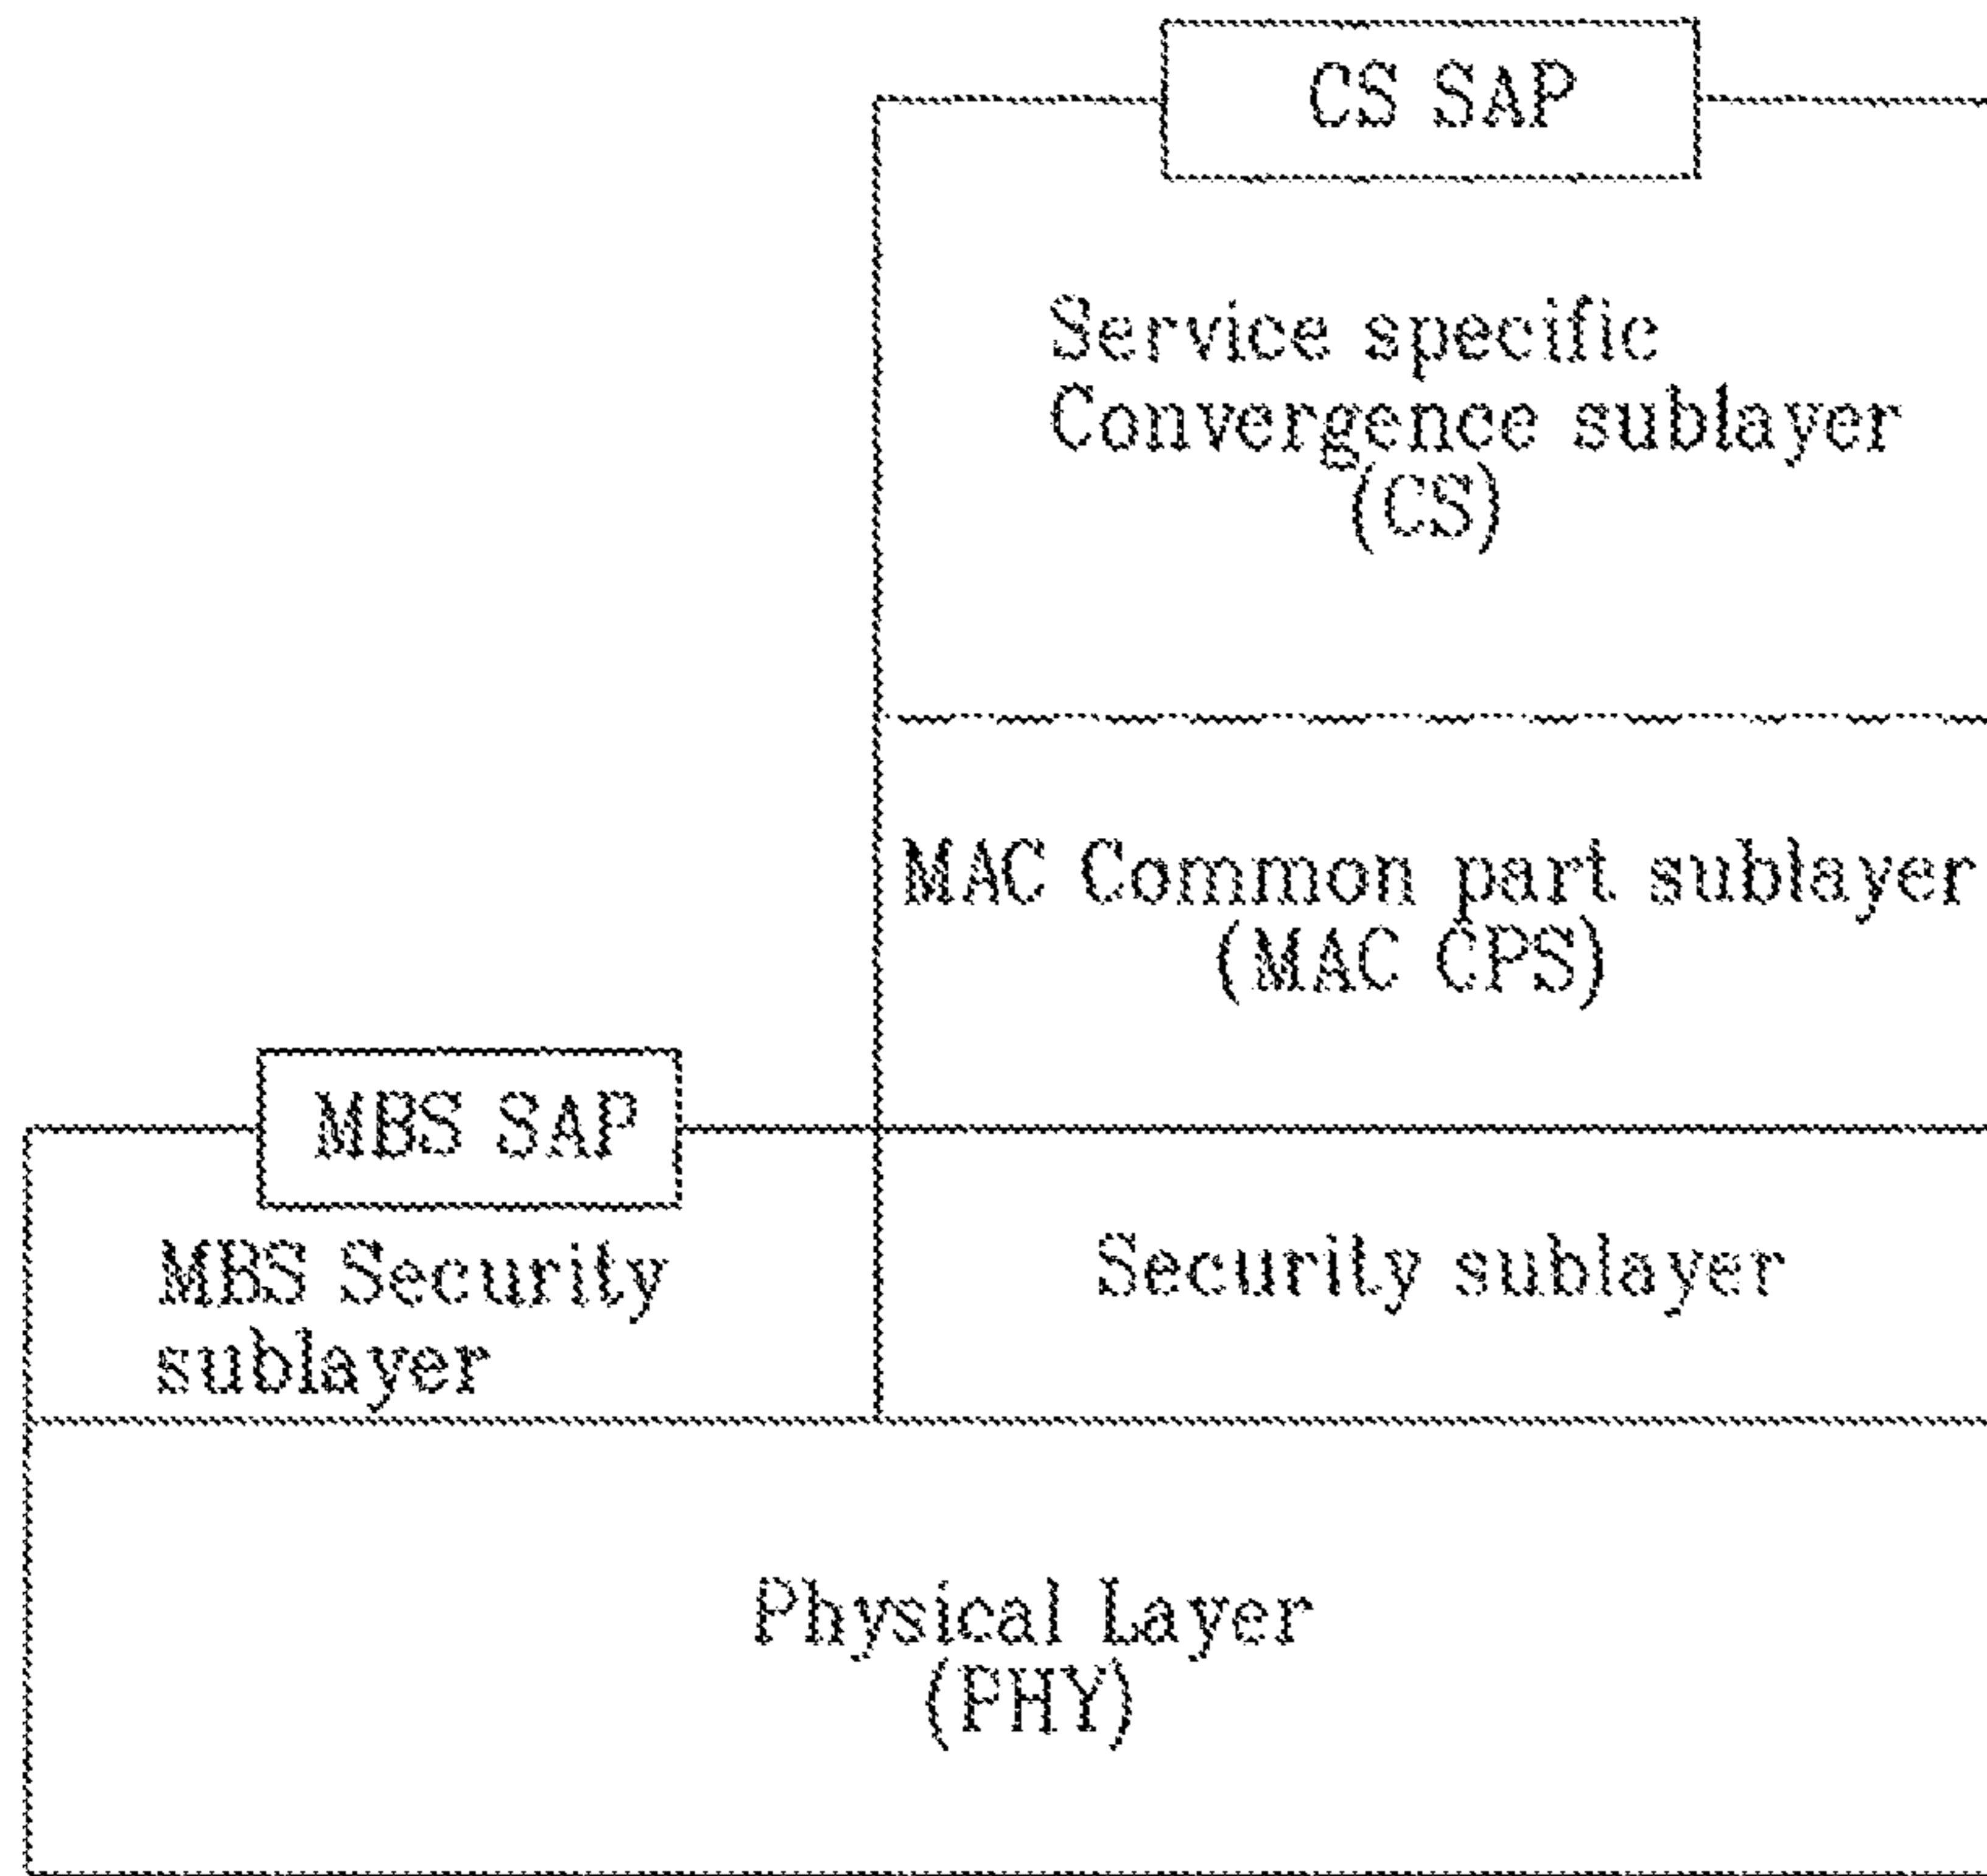 CS SAP
Service specific
Convergence sublayer
(CS)
MAC Common part sublayer
(MAC CPS)
MBS SAP
MBS Security
sublayer
Security sublayer
Physical Layer
(PHY)